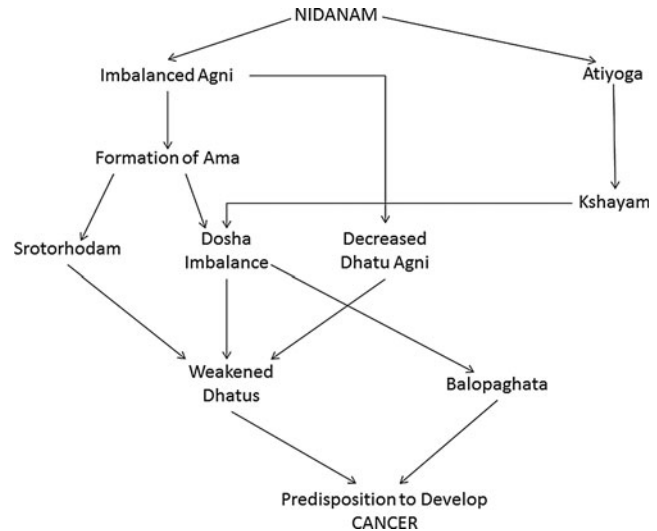 NIDANAM
Imbalanced Agni
Atiyoga
Formation of Ama
Kshayam
Srotorhodam
Dosha
Imbalance
Decreased
Dhatu Agni
Weakened
Dhatus
Balopaghata
Predisposition to Develop
CANCER